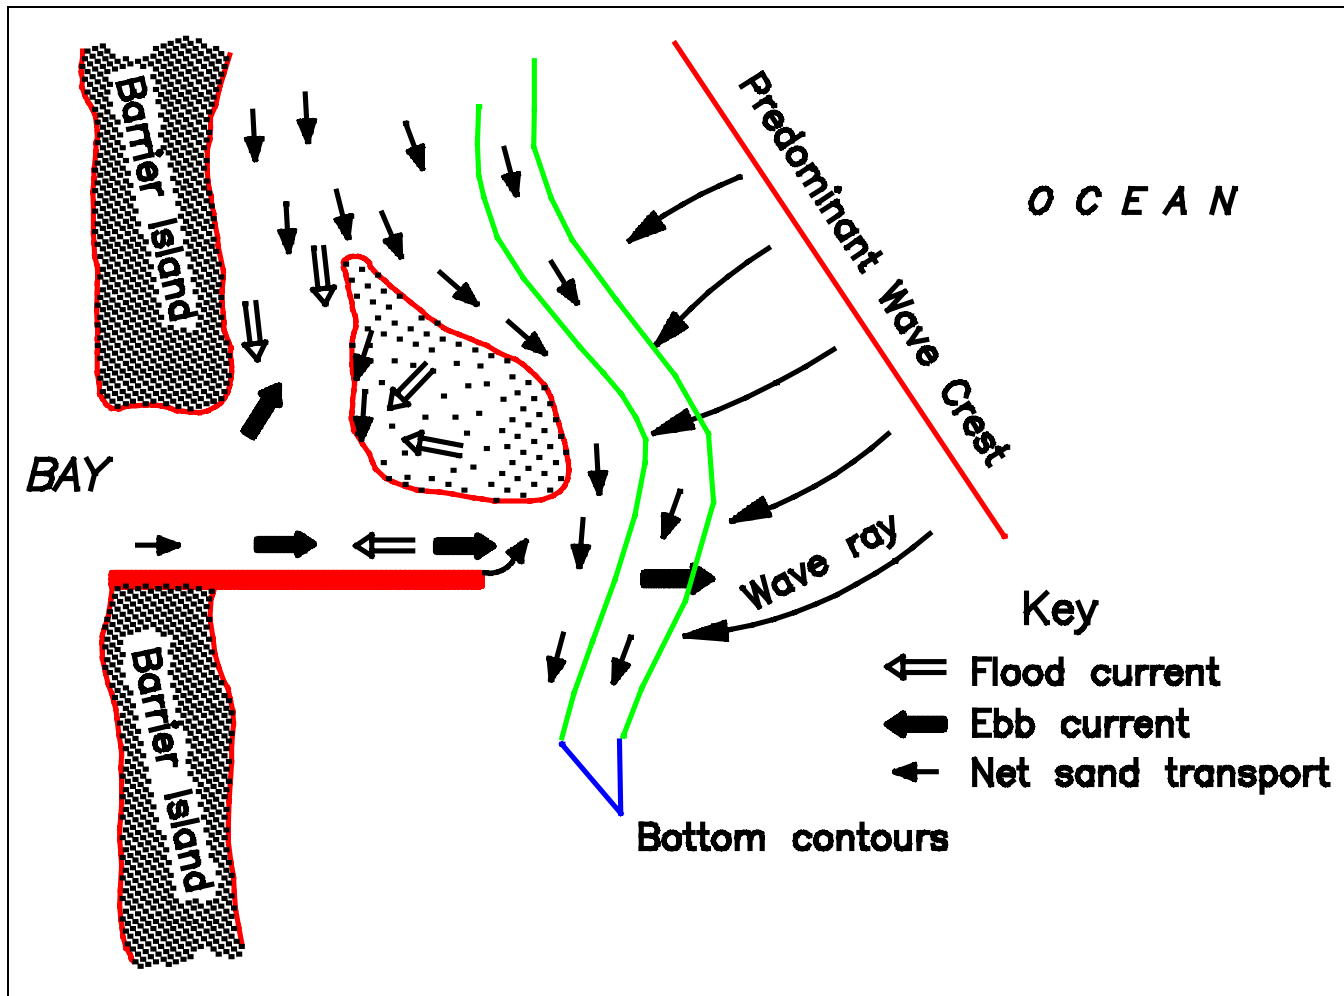 Barrier Island
Predominant Wave Crest
OCEAN
BAY
Wave ray
Key
Flood current
Ebb current
Net sand transport
Barrier Island
Bottom contours